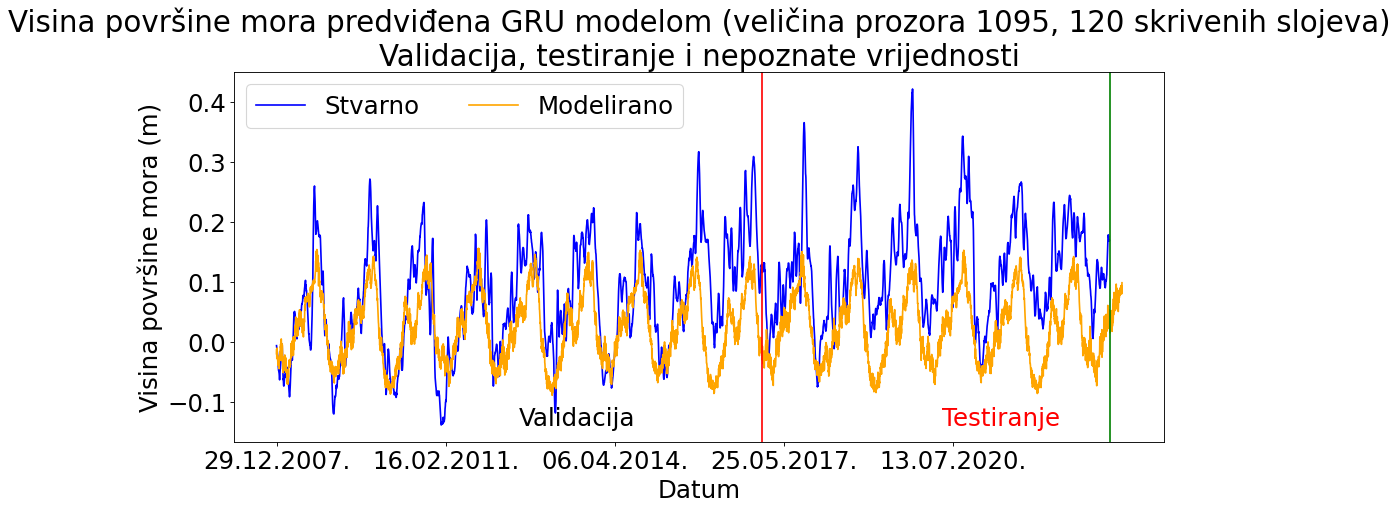 Visina površine mora predviđena GRU modelom (veličina prozora 1095, 120 skrivenih slojeva)
Validacija, testiranje i nepoznate vrijednosti
Stvarno
Modelirano
Visina površine mora (m)
0.4
0.3
0.2
0.1
0.0
−0.1
Validacija
Testiranje
29.12.2007.
16.02.2011.
06.04.2014.
25.05.2017.
13.07.2020.
Datum